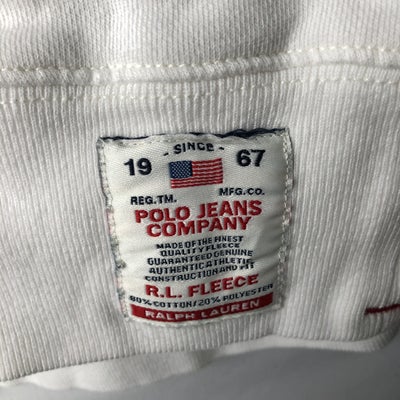 - SINCE -
19 67
REG.TM. MFG.CO.
POLO JEANS
COMPANY
MADE OF THE FINEST
QUALITY FLEECE
GUARANTEED GENUINE
AUTHENTIC ATHLETIC
CONSTRUCTION AND FIT
R.L. FLEECE
80% COTTON/20% POLYESTER
RALPH LAUREN